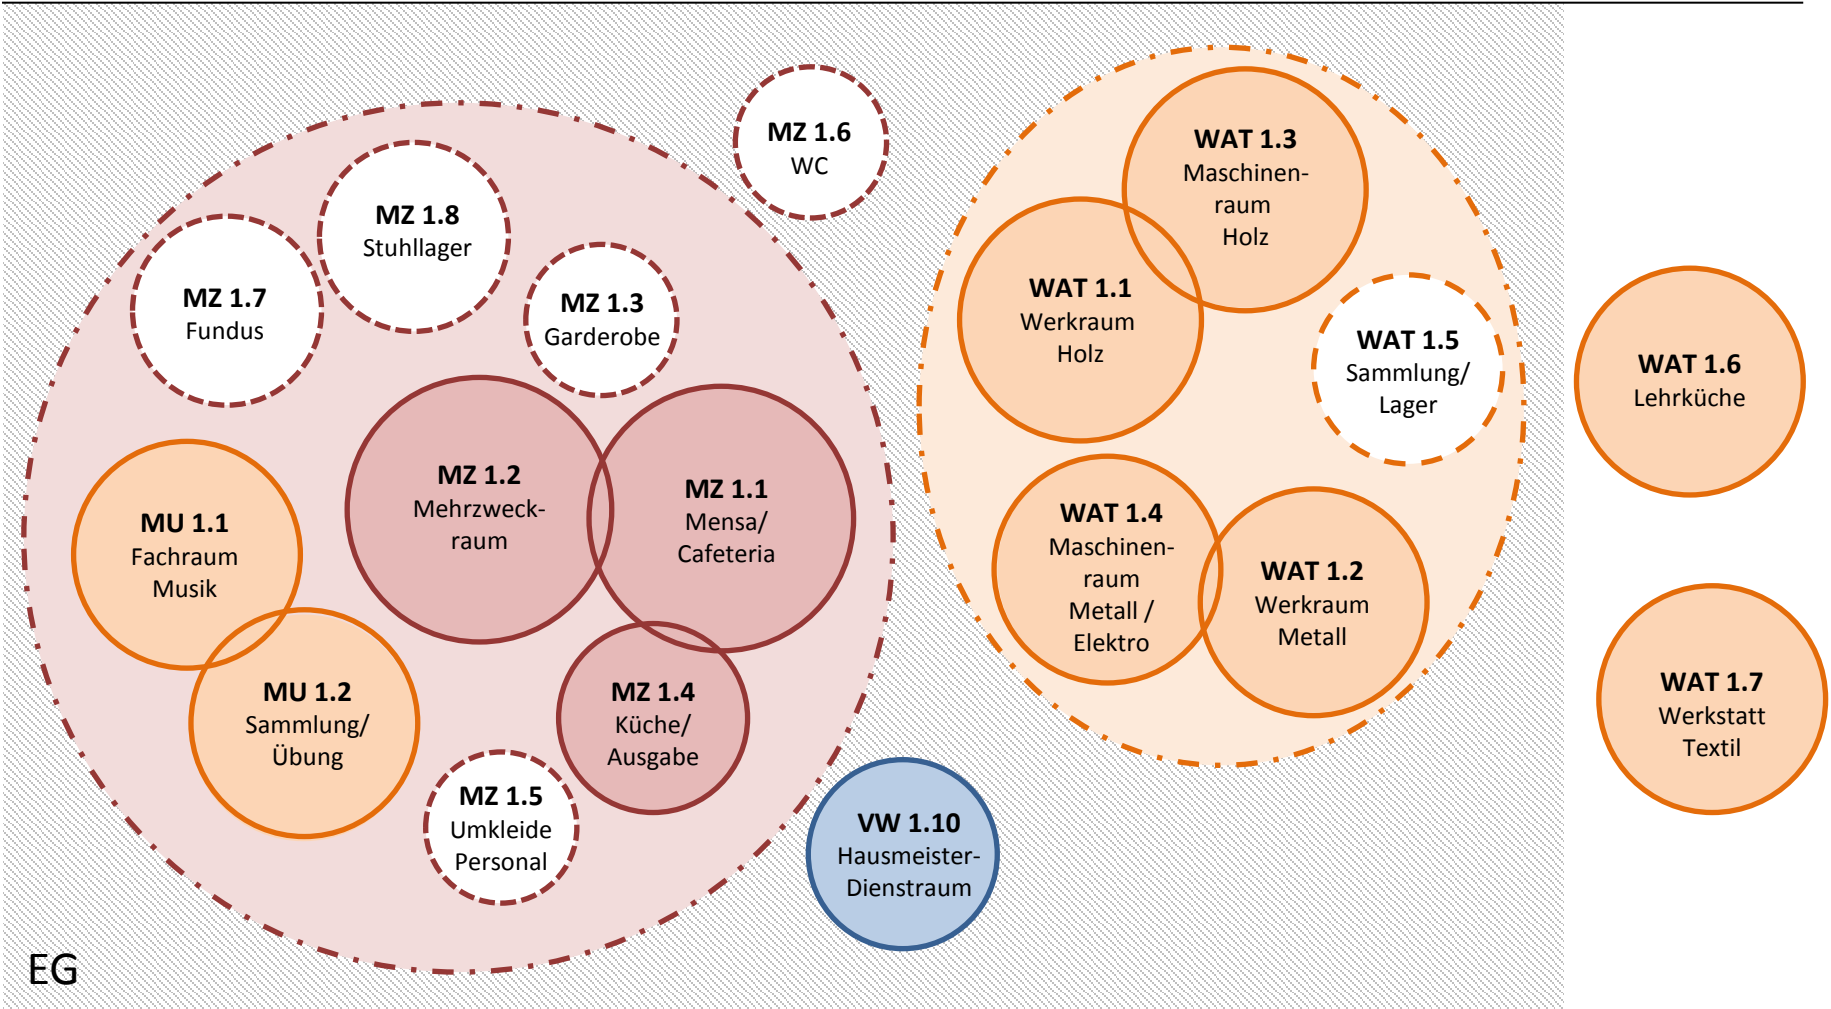 MZ 1.6
WC
MZ 1.8
Stuhllager
MZ 1.7
Fundus
MZ 1.3
Garderobe
MZ 1.2
Mehrzweck-
raum
MZ 1.1
Mensa/
Cafeteria
MU 1.1
Fachraum
Musik
MU 1.2
Sammlung/
Übung
MZ 1.4
Küche/
Ausgabe
MZ 1.5
Umkleide
Personal
VW 1.10
Hausmeister-
Dienstraum
EG
WAT 1.3
Maschinen-
raum
Holz
WAT 1.1
Werkraum
Holz
WAT 1.5
Sammlung/
Lager
WAT 1.4
Maschinen-
raum
Metall /
Elektro
WAT 1.2
Werkraum
Metall
WAT 1.6
Lehrküche
WAT 1.7
Werkstatt
Textil